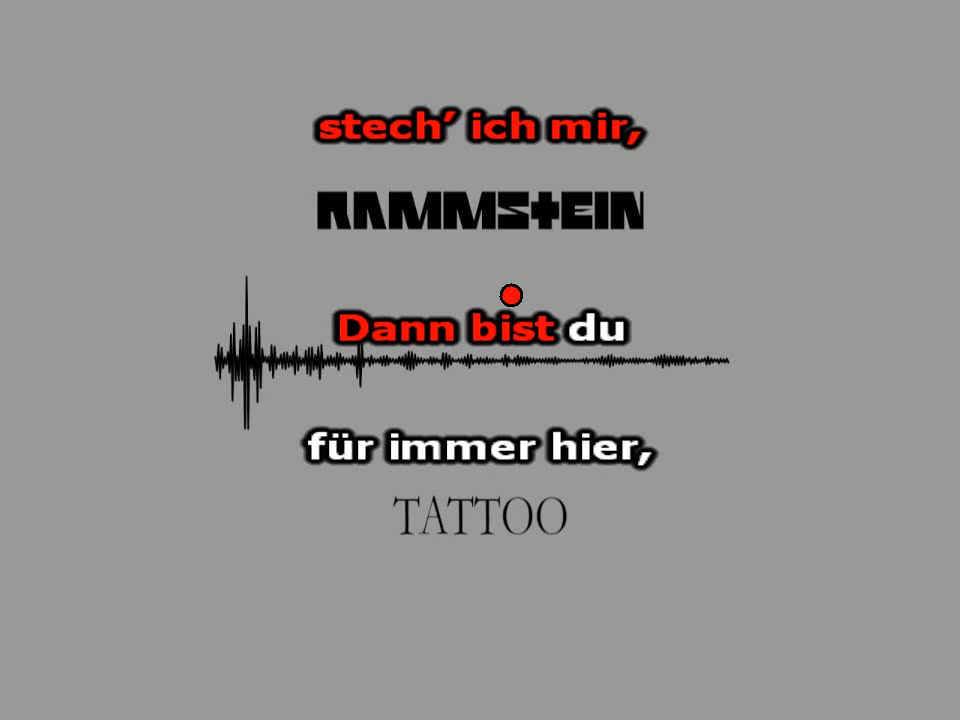 stech’ ich mir,
RAMMSTEIN
Dann bist du
für immer hier,
TATTOO